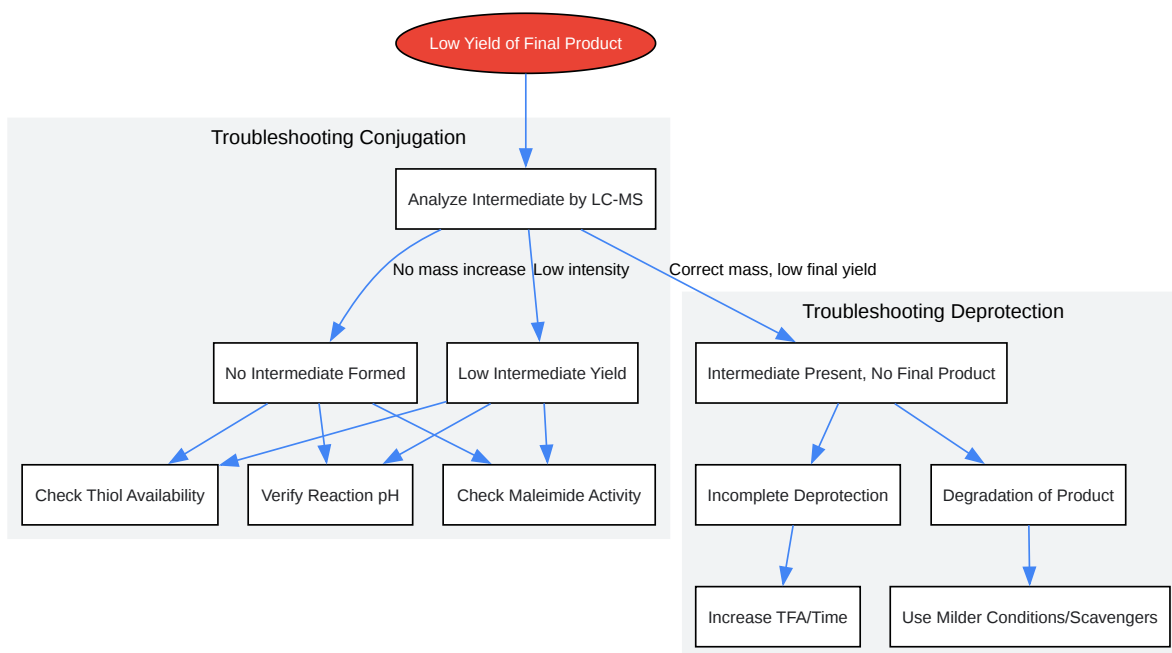 Low Yield of Final Product
Troubleshooting Conjugation
Analyze Intermediate by LC-MS
No mass increase
Low intensity
Correct mass, low final yield
Troubleshooting Deprotection
No Intermediate Formed
Low Intermediate Yield
Intermediate Present, No Final Product
Check Thiol Availability
Verify Reaction pH
Check Maleimide Activity
Incomplete Deprotection
Degradation of Product
Increase TFA/Time
Use Milder Conditions/Scavengers